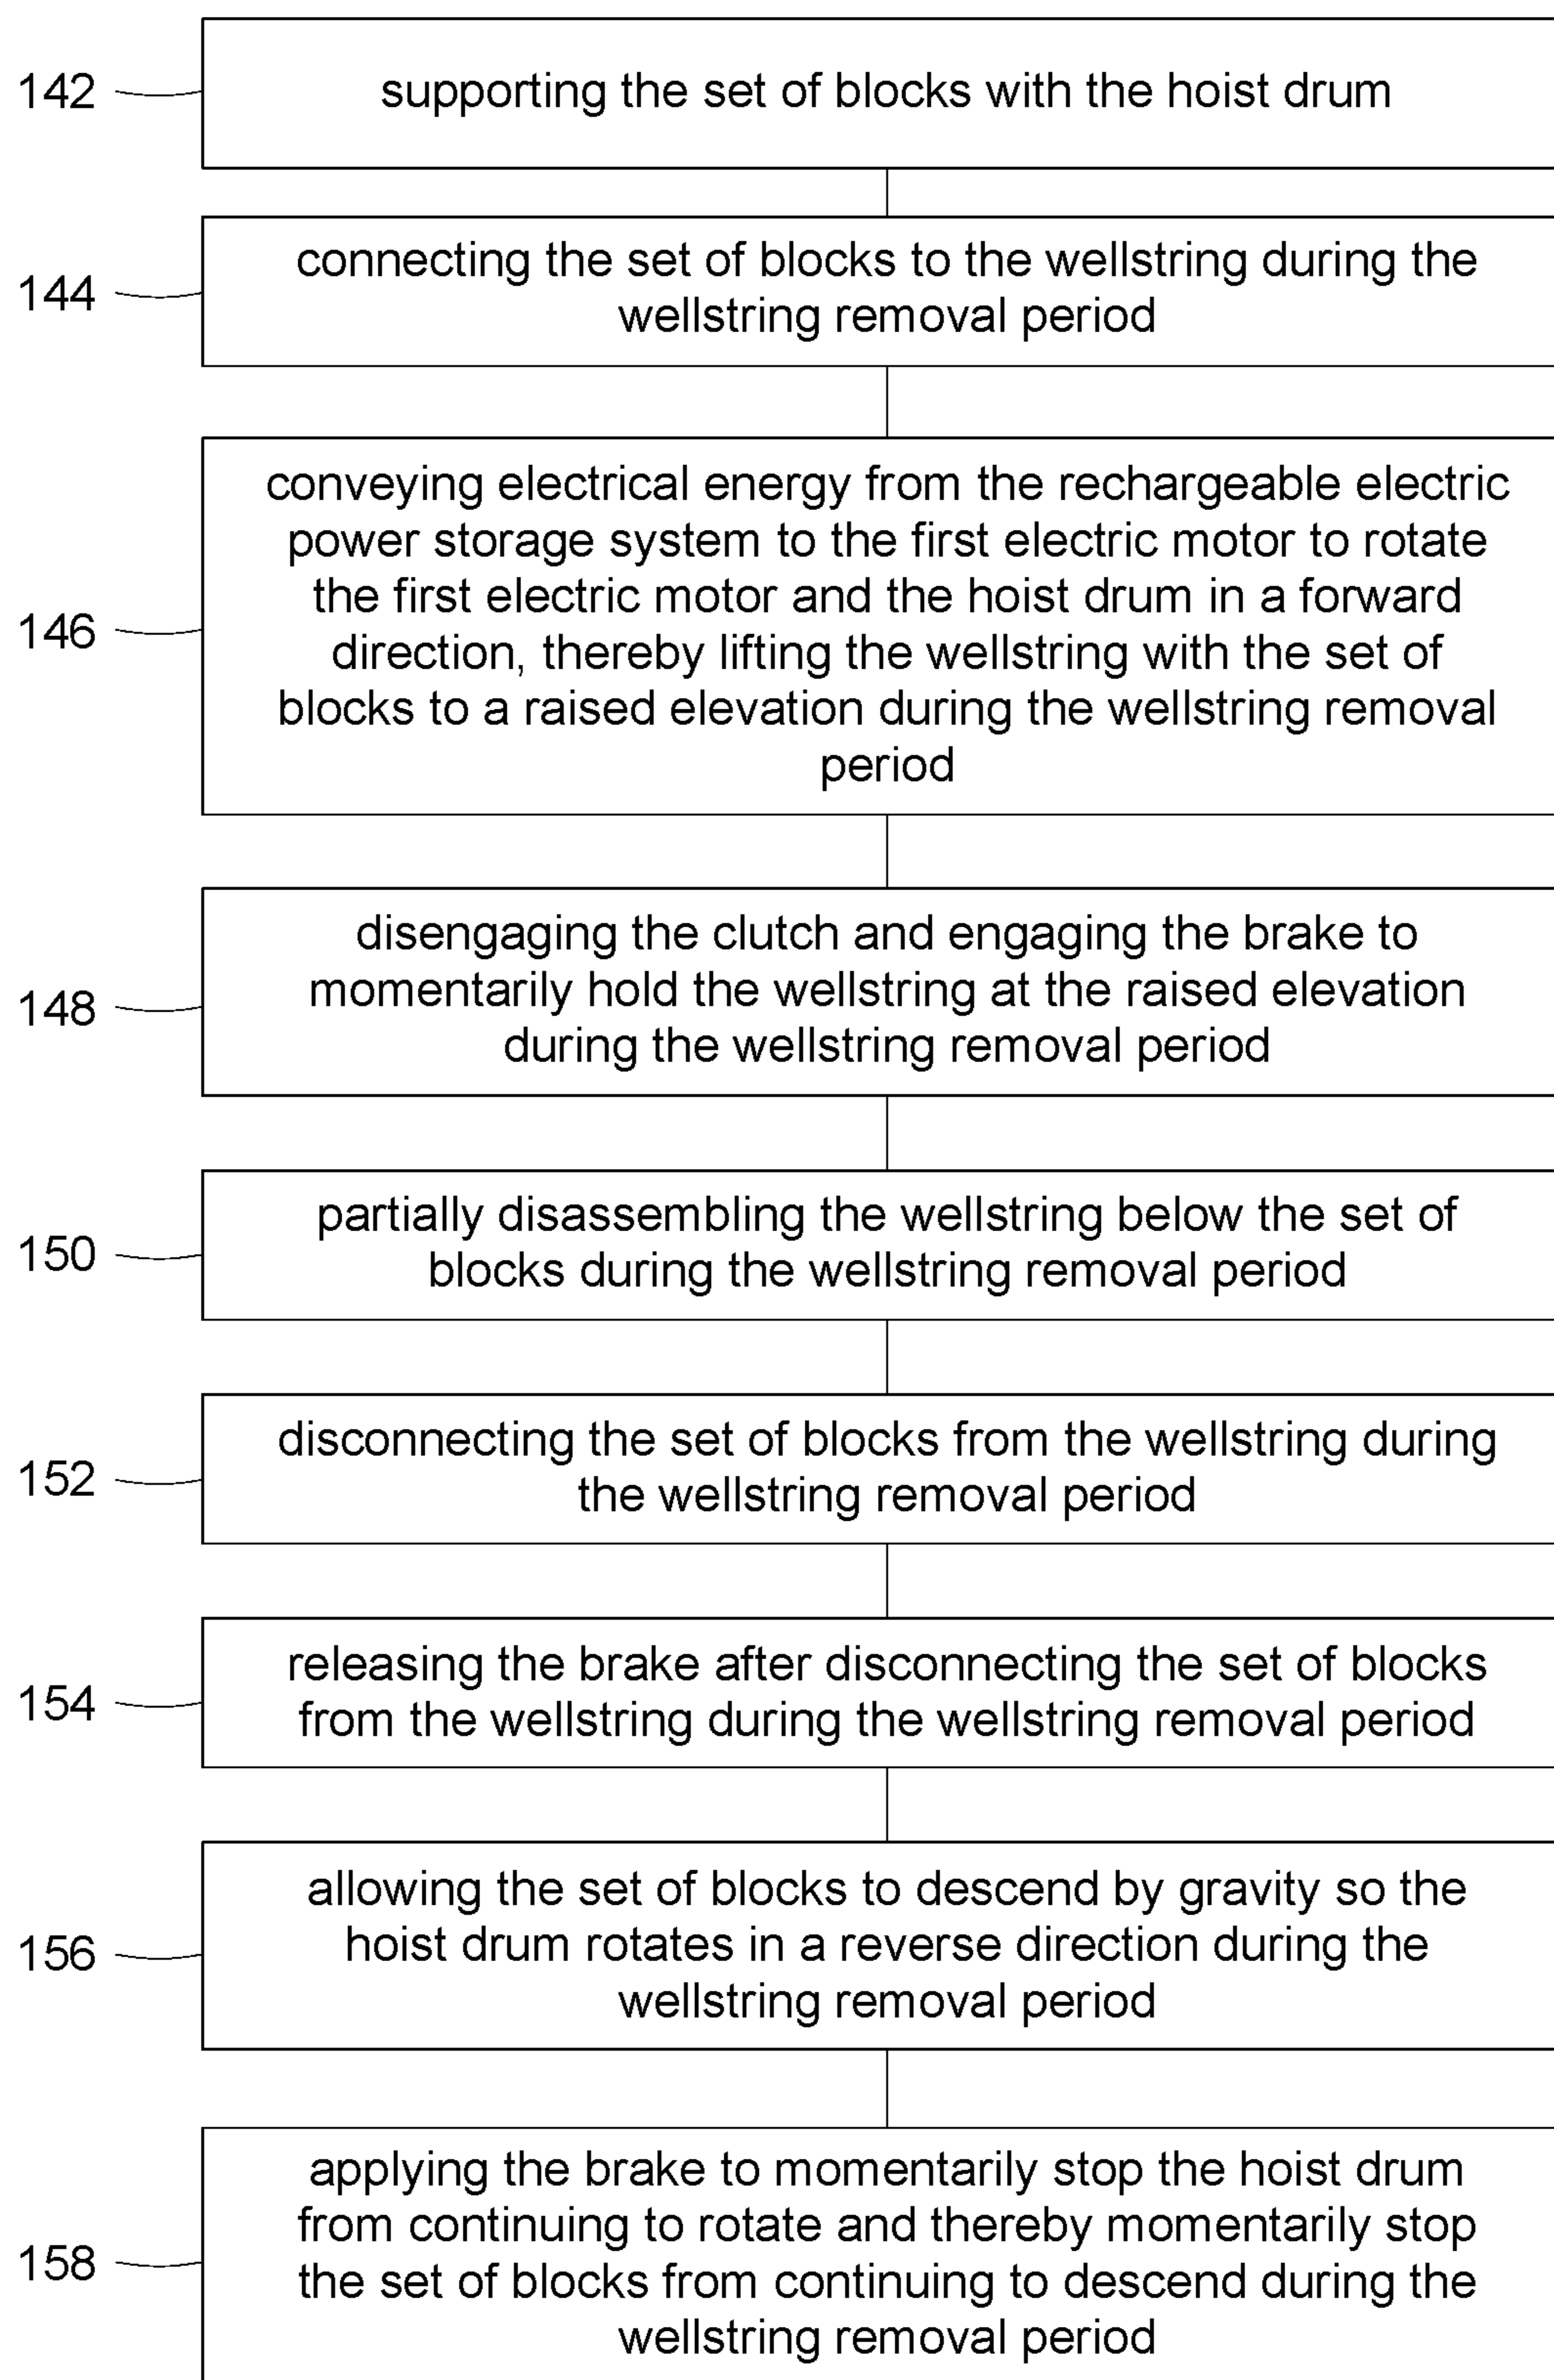 142
supporting the set of blocks with the hoist drum
144
connecting the set of blocks to the wellstring during the
wellstring removal period
146
conveying electrical energy from the rechargeable electric
power storage system to the first electric motor to rotate
the first electric motor and the hoist drum in a forward
direction, thereby lifting the wellstring with the set of
blocks to a raised elevation during the wellstring removal
period
148
disengaging the clutch and engaging the brake to
momentarily hold the wellstring at the raised elevation
during the wellstring removal period
150
partially disassembling the wellstring below the set of
blocks during the wellstring removal period
152
disconnecting the set of blocks from the wellstring during
the wellstring removal period
154
releasing the brake after disconnecting the set of blocks
from the wellstring during the wellstring removal period
156
allowing the set of blocks to descend by gravity so the
hoist drum rotates in a reverse direction during the
wellstring removal period
158
applying the brake to momentarily stop the hoist drum
from continuing to rotate and thereby momentarily stop
the set of blocks from continuing to descend during the
wellstring removal period